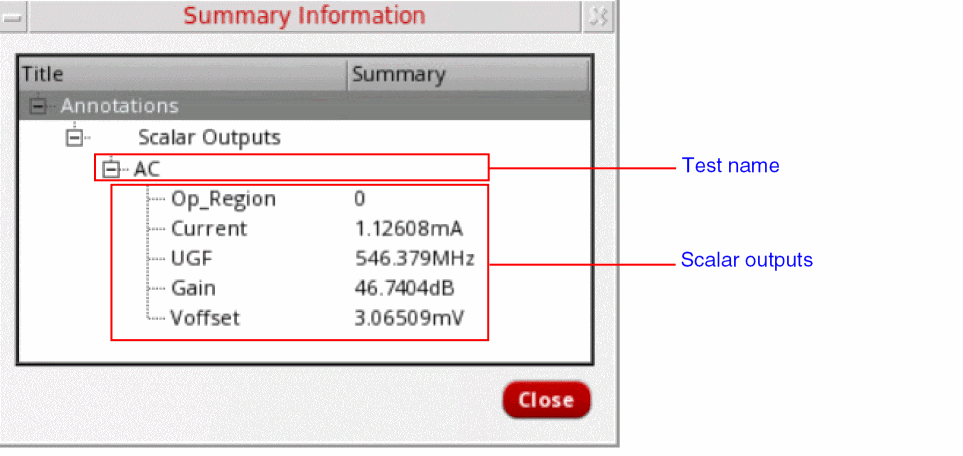 Summary Information
Title Summary
Annotations
Scalar Outputs
AC Test name
Op_Region 0
Current 1.12608mA
UGF 546.379MHz Scalar outputs
Gain 46.7404dB
Voffset 3.06509mV
Close